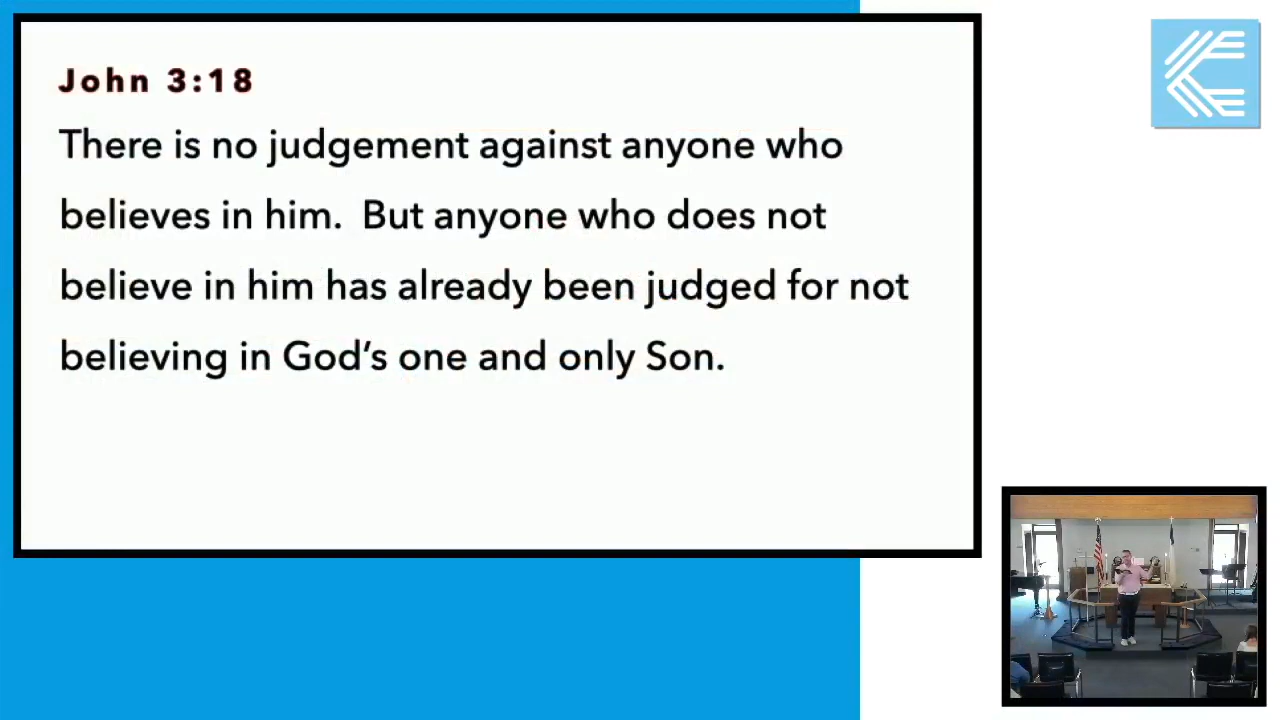 John 3:18
There is no judgement against anyone who
believes in him.  But anyone who does not
believe in him has already been judged for not
believing in God's one and only Son.